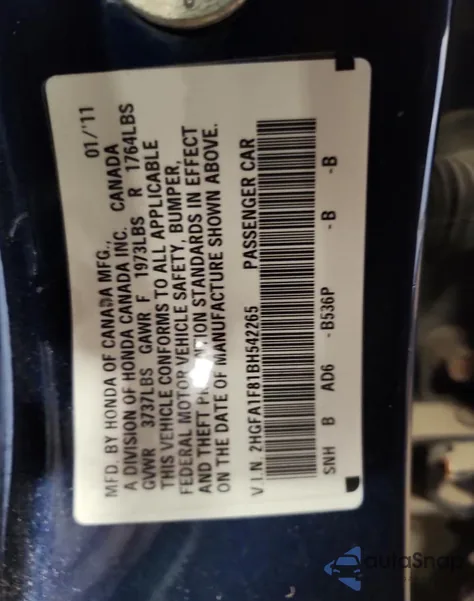 MFD. BY HONDA OF CANADA MFG., 01/'11
A DIVISION OF HONDA CANADA INC. CANADA
GVWR 3737LBS GAWR F 1973LBS R 1764LBS
THIS VEHICLE CONFORMS TO ALL APPLICABLE
FEDERAL MOTOR VEHICLE SAFETY, BUMPER,
AND THEFT STANDARDS IN EFFECT
ON THE DATE OF MANUFACTURE SHOWN ABOVE.
V.I.N. 2HGFA1F81BH542265 PASSENGER CAR
SNH B AD6 -B536P -B -B
autoSnap